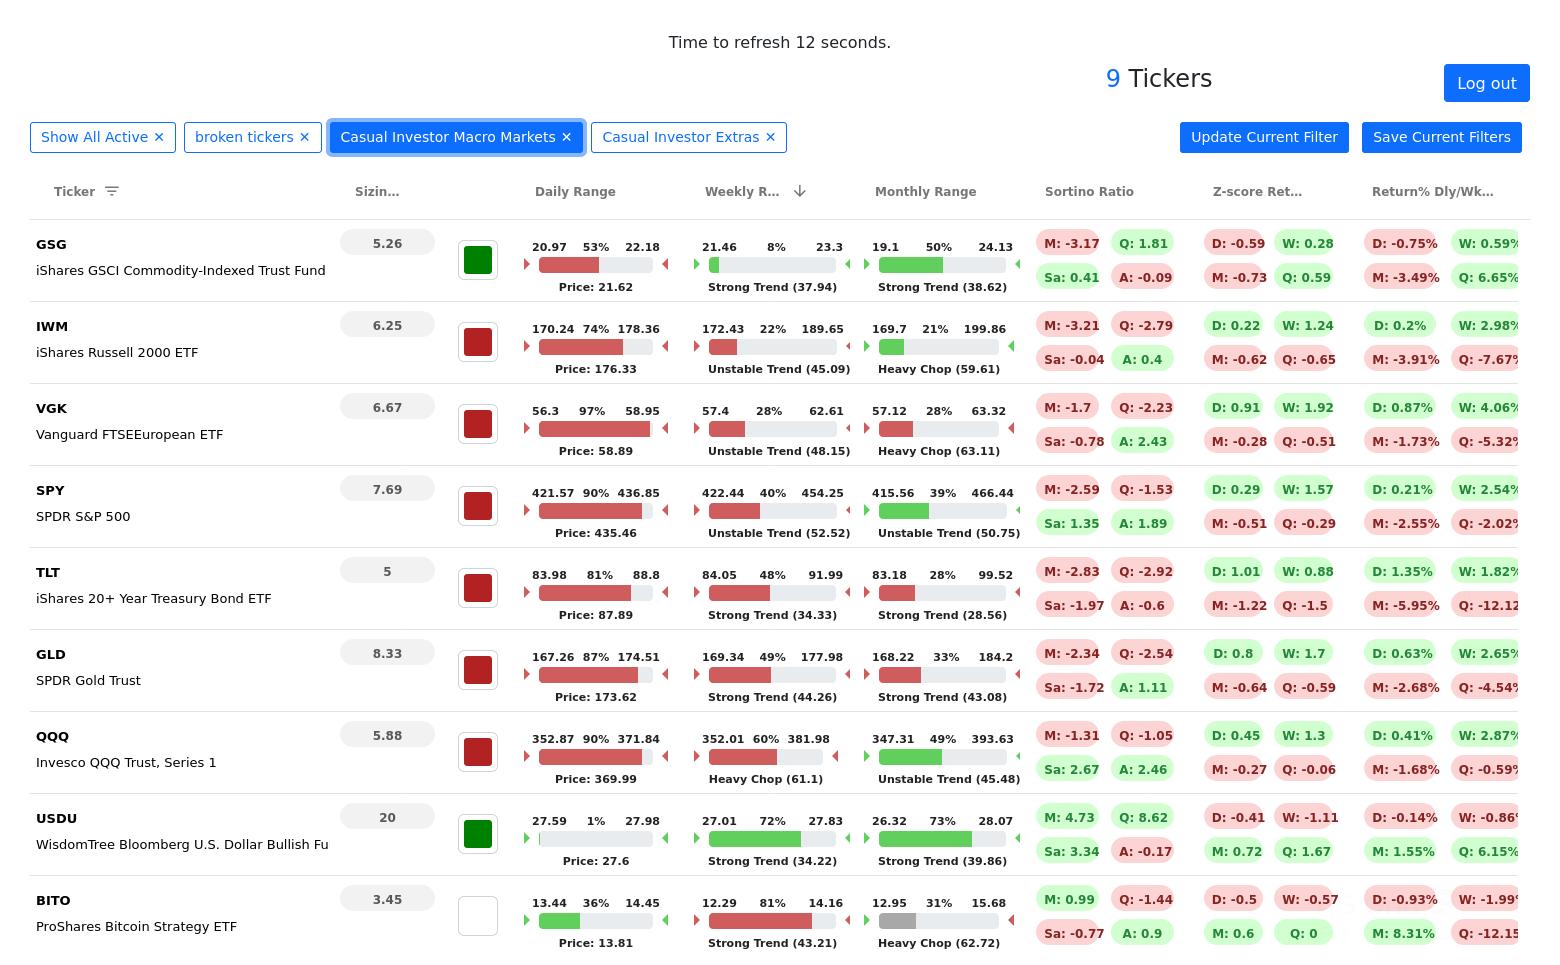 Time to refresh 12 seconds.
9 Tickers
Log out
Show All Active ✕ broken tickers ✕ Casual Investor Macro Markets ✕ Casual Investor Extras ✕ Update Current Filter Save Current Filters
Ticker Sizin... Daily Range Weekly R... Monthly Range Sortino Ratio Z-score Ret... Return% Dly/Wk...
GSG 5.26 20.97 53% 22.18 21.46 8% 23.3 19.1 50% 24.13 M: -3.17 Q: 1.81 D: -0.59 W: 0.28 D: -0.75% W: 0.59%
iShares GSCI Commodity-Indexed Trust Fund Price: 21.62 Strong Trend (37.94) Strong Trend (38.62) Sa: 0.41 A: -0.09 M: -0.73 Q: 0.59 M: -3.49% Q: 6.65%
IWM 6.25 170.24 74% 178.36 172.43 22% 189.65 169.7 21% 199.86 M: -3.21 Q: -2.79 D: 0.22 W: 1.24 D: 0.2% W: 2.98%
iShares Russell 2000 ETF Price: 176.33 Unstable Trend (45.09) Heavy Chop (59.61) Sa: -0.04 A: 0.4 M: -0.62 Q: -0.65 M: -3.91% Q: -7.67%
VGK 6.67 56.3 97% 58.95 57.4 28% 62.61 57.12 28% 63.32 M: -1.7 Q: -2.23 D: 0.91 W: 1.92 D: 0.87% W: 4.06%
Vanguard FTSEEuropean ETF Price: 58.89 Unstable Trend (48.15) Heavy Chop (63.11) Sa: -0.78 A: 2.43 M: -0.28 Q: -0.51 M: -1.73% Q: -5.32%
SPY 7.69 421.57 90% 436.85 422.44 40% 454.25 415.56 39% 466.44 M: -2.59 Q: -1.53 D: 0.29 W: 1.57 D: 0.21% W: 2.54%
SPDR S&P 500 Price: 435.46 Unstable Trend (52.52) Unstable Trend (50.75) Sa: 1.35 A: 1.89 M: -0.51 Q: -0.29 M: -2.55% Q: -2.02%
TLT 5 83.98 81% 88.8 84.05 48% 91.99 83.18 28% 99.52 M: -2.83 Q: -2.92 D: 1.01 W: 0.88 D: 1.35% W: 1.82%
iShares 20+ Year Treasury Bond ETF Price: 87.89 Strong Trend (34.33) Strong Trend (28.56) Sa: -1.97 A: -0.6 M: -1.22 Q: -1.5 M: -5.95% Q: -12.12
GLD 8.33 167.26 87% 174.51 169.34 49% 177.98 168.22 33% 184.2 M: -2.34 Q: -2.54 D: 0.8 W: 1.7 D: 0.63% W: 2.65%
SPDR Gold Trust Price: 173.62 Strong Trend (44.26) Strong Trend (43.08) Sa: -1.72 A: 1.11 M: -0.64 Q: -0.59 M: -2.68% Q: -4.54%
QQQ 5.88 352.87 90% 371.84 352.01 60% 381.98 347.31 49% 393.63 M: -1.31 Q: -1.05 D: 0.45 W: 1.3 D: 0.41% W: 2.87%
Invesco QQQ Trust, Series 1 Price: 369.99 Heavy Chop (61.1) Unstable Trend (45.48) Sa: 2.67 A: 2.46 M: -0.27 Q: -0.06 M: -1.68% Q: -0.59%
USDU 20 27.59 1% 27.98 27.01 72% 27.83 26.32 73% 28.07 M: 4.73 Q: 8.62 D: -0.41 W: -1.11 D: -0.14% W: -0.86%
WisdomTree Bloomberg U.S. Dollar Bullish Fu Price: 27.6 Strong Trend (34.22) Strong Trend (39.86) Sa: 3.34 A: -0.17 M: 0.72 Q: 1.67 M: 1.55% Q: 6.15%
BITO 3.45 13.44 36% 14.45 12.29 81% 14.16 12.95 31% 15.68 M: 0.99 Q: -1.44 D: -0.5 W: -0.57 D: -0.93% W: -1.99%
ProShares Bitcoin Strategy ETF Price: 13.81 Strong Trend (43.21) Heavy Chop (62.72) Sa: -0.77 A: 0.9 M: 0.6 Q: 0 M: 8.31% Q: -12.15